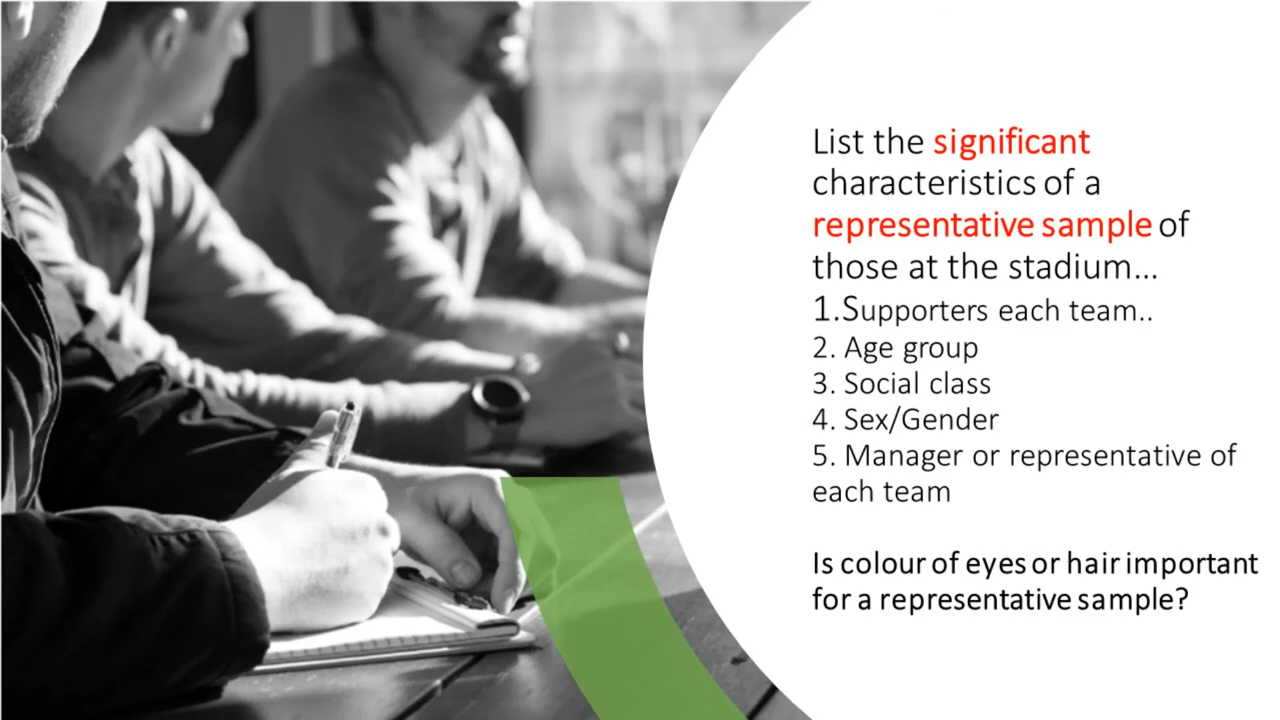 List the significant
characteristics of a
representative sample of
those at the stadium...
1.Supporters each team..
2. Age group
3. Social class
4. Sex/Gender
5. Manager or representative of
each team
Is colour of eyes or hair important
for a representative sample?